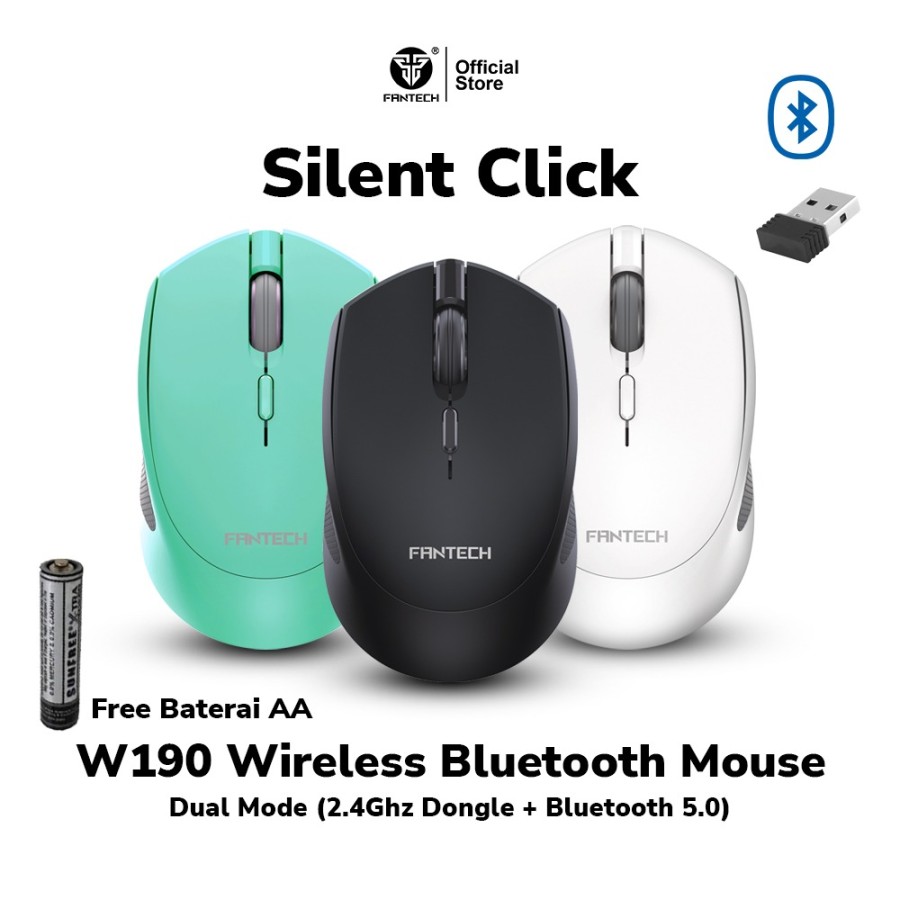 FANTECH
®
Official
Store
Silent Click
FANTECH
FANTECH
FANTECH
SUNFREE
Free Baterai AA
W190 Wireless Bluetooth Mouse
Dual Mode (2.4Ghz Dongle + Bluetooth 5.0)